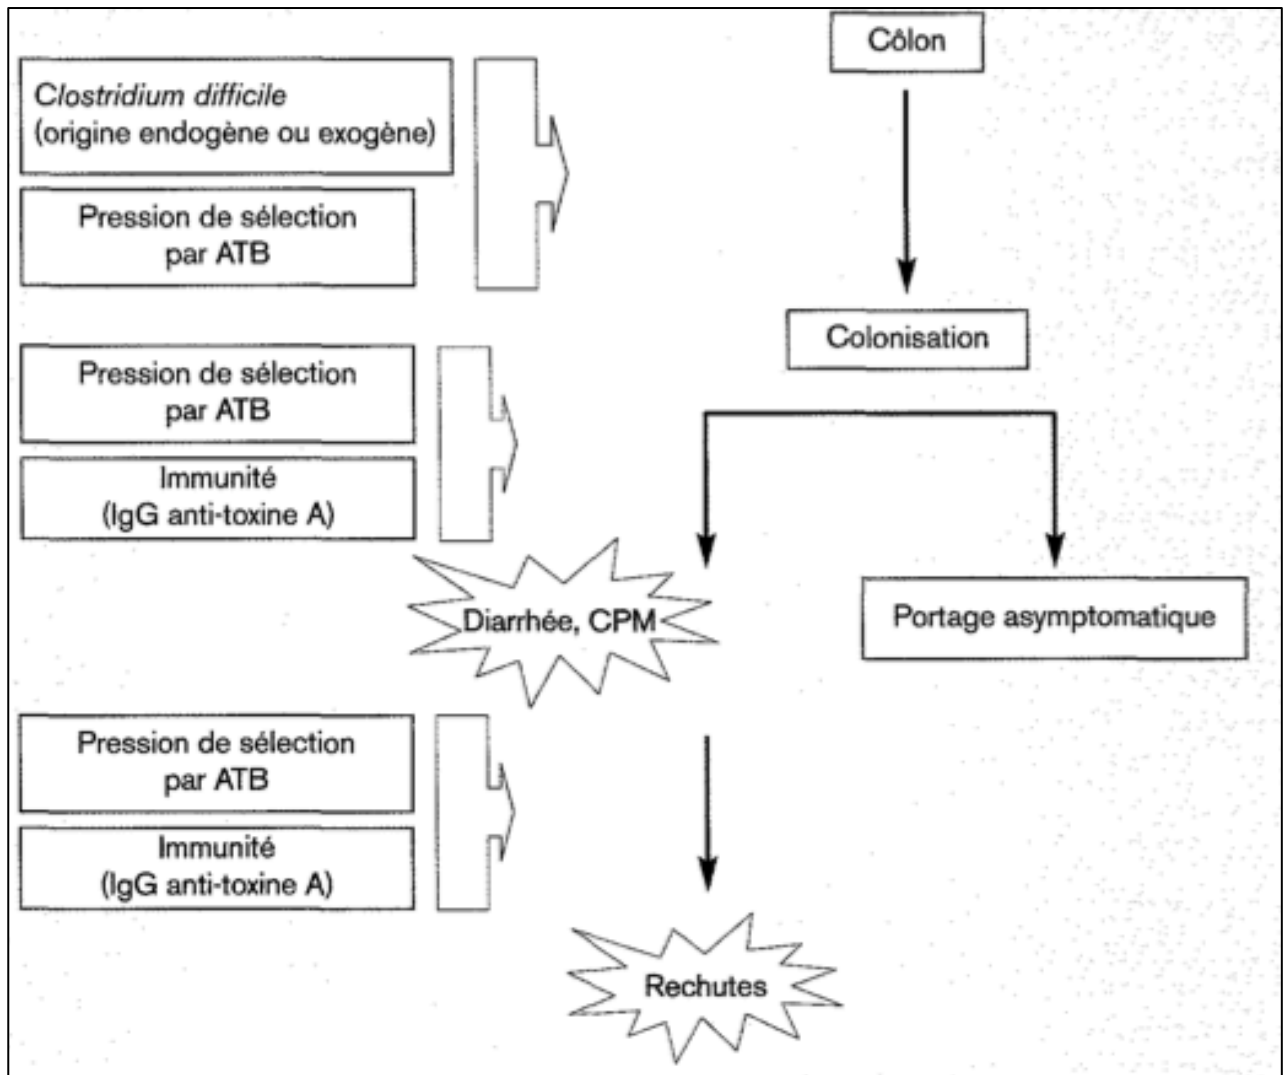 Côlon
Clostridium difficile
(origine endogène ou exogène)
Pression de sélection
par ATB
Colonisation
Pression de sélection
par ATB
Immunité
(IgG anti-toxine A)
Diarrhée, CPM
Portage asymptomatique
Pression de sélection
par ATB
Immunité
(IgG anti-toxine A)
Rechutes